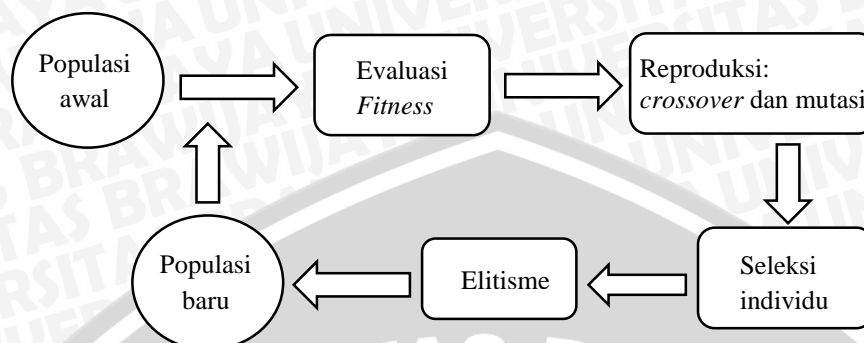 Populasi
awal
Evaluasi
Fitness
Reproduksi:
crossover dan mutasi
Seleksi
individu
Elitisme
Populasi
baru